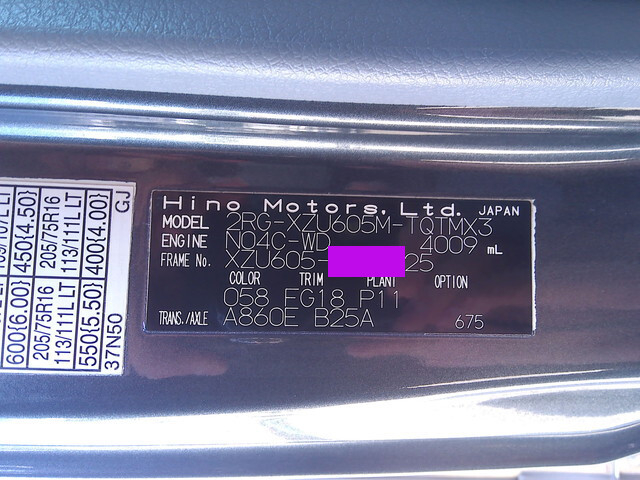 Hino Motors, Ltd. JAPAN
MODEL 2RG-XZU605M-TQTMX3
ENGINE N04C-WD 4009 mL
FRAME No. XZU605- 25
COLOR TRIM PLANT OPTION
058 FG18 P11
TRANS./AXLE A860E B25A 675
600{6.00} 450{4.50}
205/75R16 205/75R16
113/111L LT 113/111L LT
550{5.50} 400{4.00}
37N50 CJ